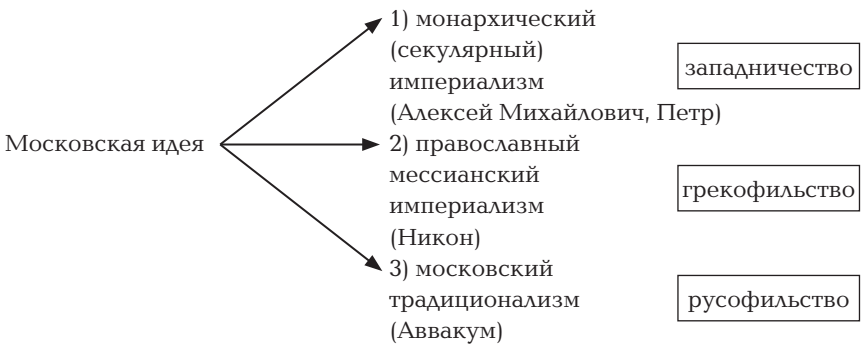 1) монархический
(секулярный)
империализм
(Алексей Михайлович, Петр)
западничество
Московская идея
2) православный
мессианский
империализм
(Никон)
грекофильство
3) московский
традиционализм
(Аввакум)
русофильство